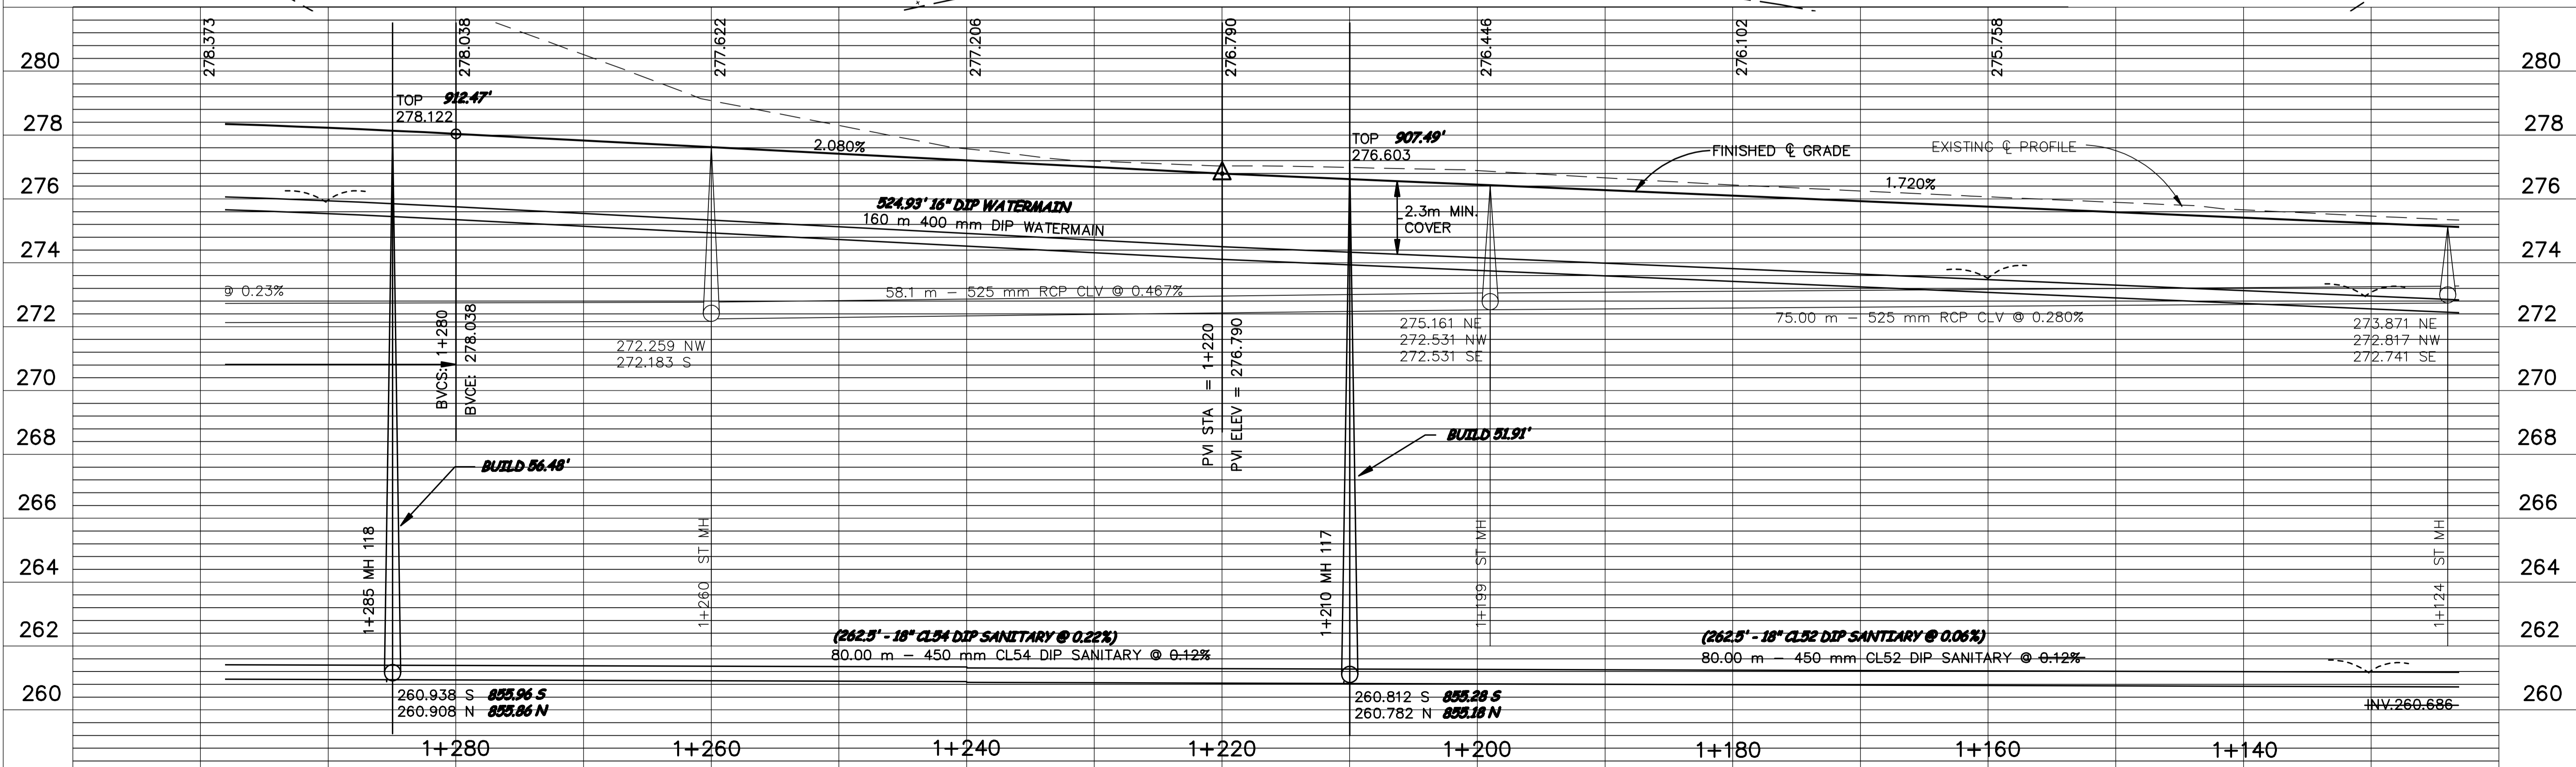 278.373
278.038
277.622
277.206
276.790
276.446
276.102
275.758
280
280
TOP 912.47'
278.122
278
278
2.080%
TOP 907.49'
276.603
FINISHED ℄ GRADE
EXISTING ℄ PROFILE
276
1.720%
276
524.93' 16" DIP WATERMAIN
160 m 400 mm DIP WATERMAIN
2.3m MIN.
COVER
274
274
@ 0.23%
58.1 m – 525 mm RCP CLV @ 0.467%
272
272
75.00 m – 525 mm RCP CLV @ 0.280%
BVCS: 1+280
BVCE: 278.038
272.259 NW
272.183 S
PVI STA = 1+220
PVI ELEV = 276.790
275.161 NE
272.531 NW
272.531 SE
273.871 NE
272.817 NW
272.741 SE
270
270
268
268
BUILD 51.91'
BUILD 56.48'
266
266
1+285 MH 118
1+260 ST MH
1+210 MH 117
1+199 ST MH
1+124 ST MH
264
264
262
262
(262.5' - 18" CL54 DIP SANITARY @ 0.22%)
80.00 m – 450 mm CL54 DIP SANITARY @ 0.12%
(262.5' - 18" CL52 DIP SANTIARY @ 0.06%)
80.00 m – 450 mm CL52 DIP SANITARY @ 0.12%
260
260
260.938 S 855.96 S
260.908 N 855.86 N
260.812 S 855.28 S
260.782 N 855.18 N
INV.260.686
1+280
1+260
1+240
1+220
1+200
1+180
1+160
1+140